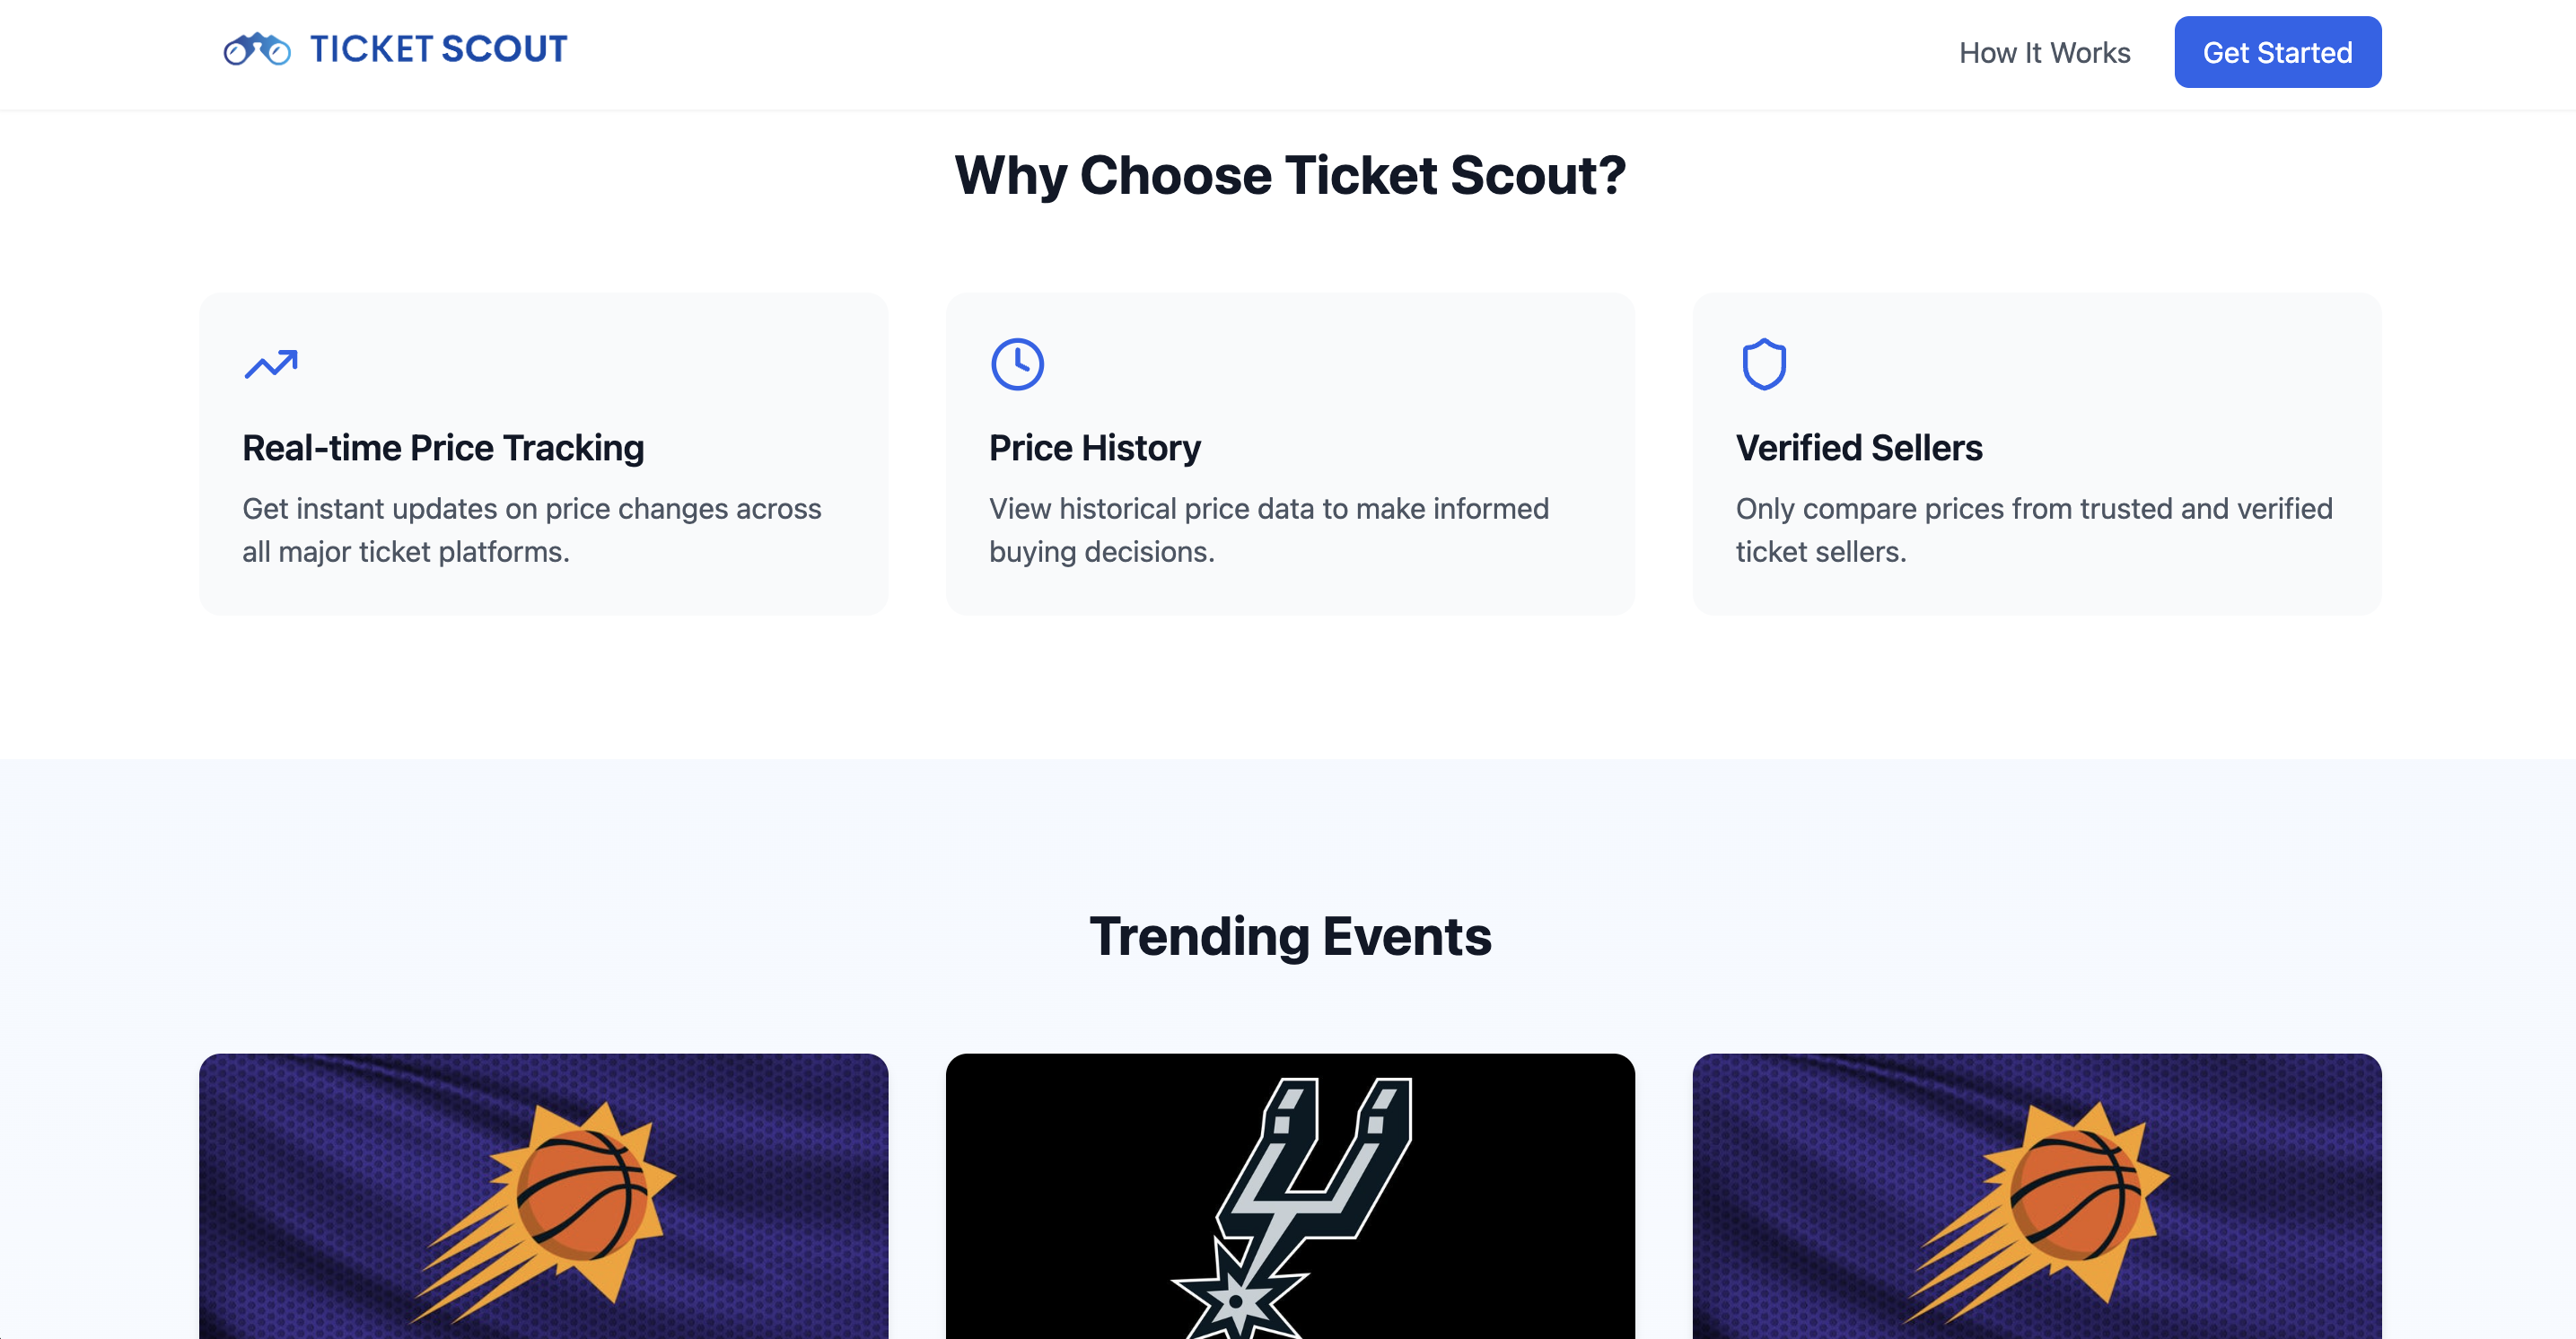 TICKET SCOUT
How It Works
Get Started
Why Choose Ticket Scout?
Real-time Price Tracking
Get instant updates on price changes across
all major ticket platforms.
Price History
View historical price data to make informed
buying decisions.
Verified Sellers
Only compare prices from trusted and verified
ticket sellers.
Trending Events